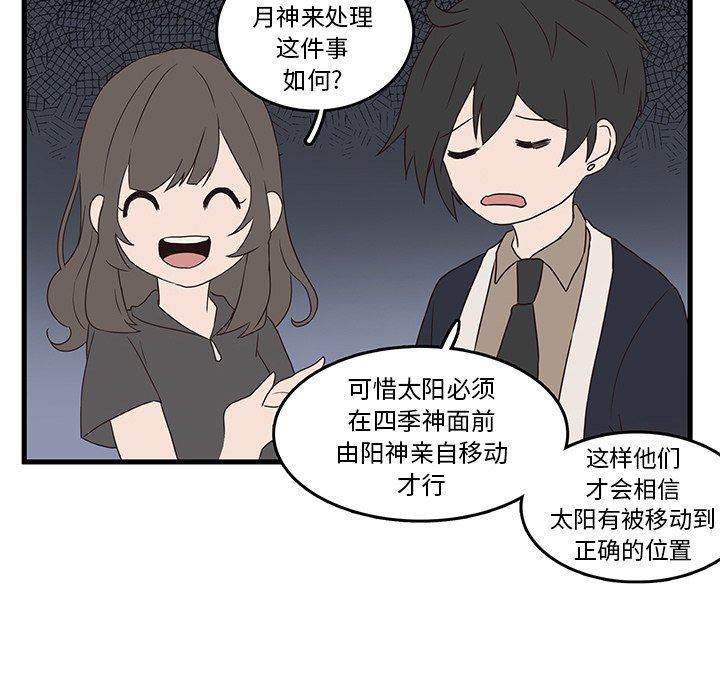 月神来处理
这件事
如何?
可惜太阳必须
在四季神面前
由阳神亲自移动
才行
这样他们
才会相信
太阳有被移动到
正确的位置